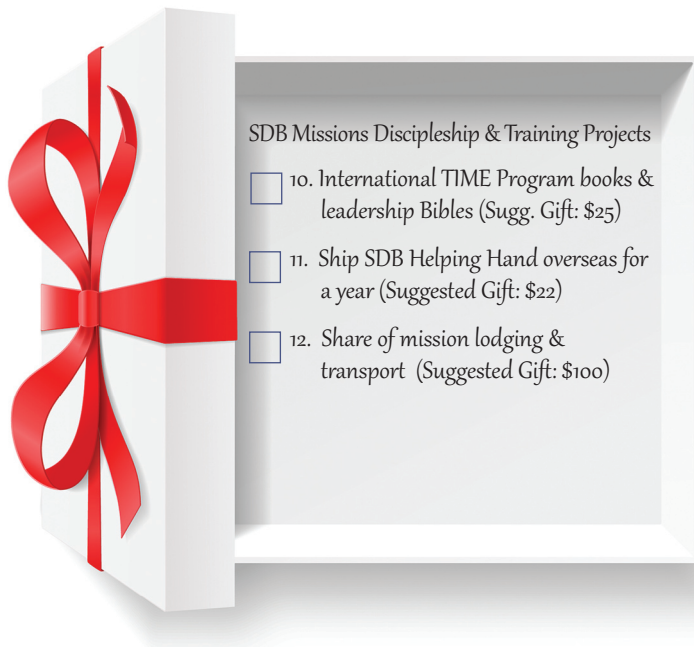 SDB Missions Discipleship & Training Projects
10. International TIME Program books &
leadership Bibles (Sugg. Gift: $25)
11. Ship SDB Helping Hand overseas for
a year (Suggested Gift: $22)
12. Share of mission lodging &
transport (Suggested Gift: $100)